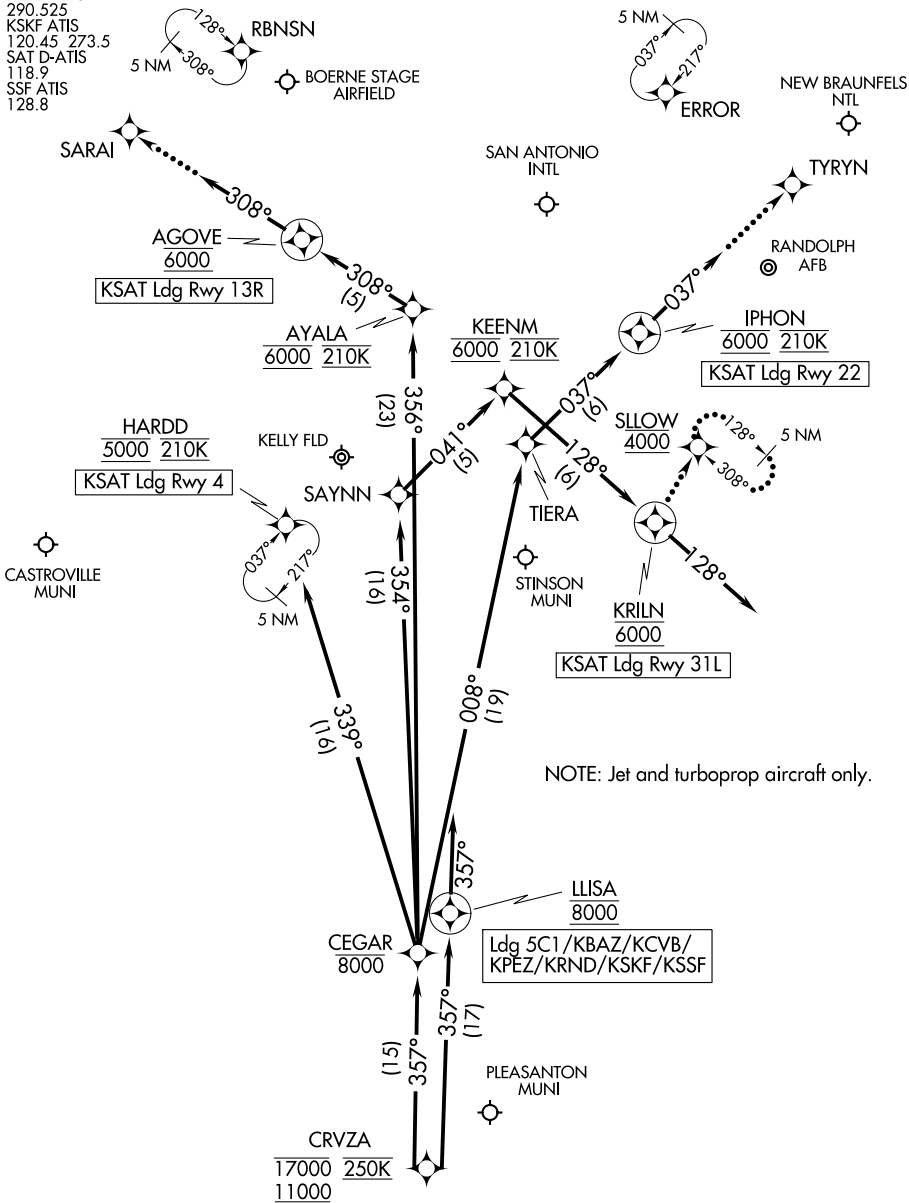 290.525
KSKF ATIS
120.45 273.5
SAT D-ATIS
118.9
SSF ATIS
128.8
128°
308°
5 NM
RBNSN
BOERNE STAGE
AIRFIELD
5 NM
037°
217°
ERROR
NEW BRAUNFELS
NTL
SARAI
SAN ANTONIO
INTL
TYRYN
308°
AGOVE
6000
KSAT Ldg Rwy 13R
308°
(5)
037°
RANDOLPH
AFB
AYALA
6000 210K
KEENM
6000 210K
IPHON
6000 210K
KSAT Ldg Rwy 22
356°
(23)
037°
(6)
HARDD
5000 210K
KSAT Ldg Rwy 4
KELLY FLD
041°
(5)
128°
(6)
SLLOW
4000
128°
308°
5 NM
SAYNN
TIERA
CASTROVILLE
MUNI
037°
217°
5 NM
354°
(16)
STINSON
MUNI
128°
KRILN
6000
KSAT Ldg Rwy 31L
339°
(16)
008°
(19)
NOTE: Jet and turboprop aircraft only.
357°
LLISA
8000
Ldg 5C1/KBAZ/KCVB/
KPEZ/KRND/KSKF/KSSF
CEGAR
8000
357°
(15)
357°
(17)
PLEASANTON
MUNI
CRVZA
17000 250K
11000